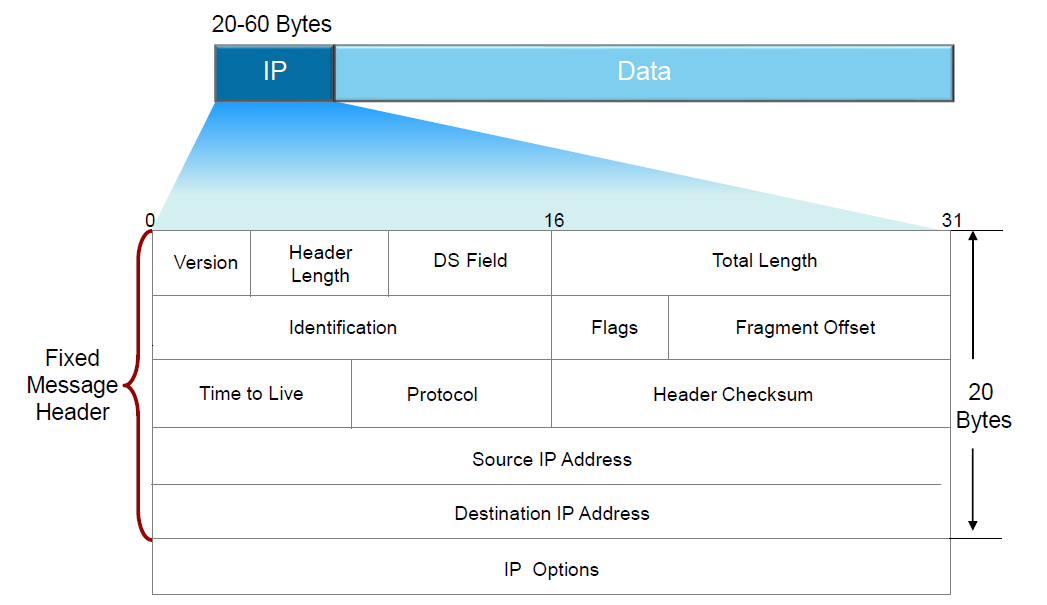 20-60 Bytes
IP
Data
0
16
31
Version
Header
Length
DS Field
Total Length
Identification
Flags
Fragment Offset
Fixed
Message
Header
Time to Live
Protocol
Header Checksum
20
Bytes
Source IP Address
Destination IP Address
IP Options